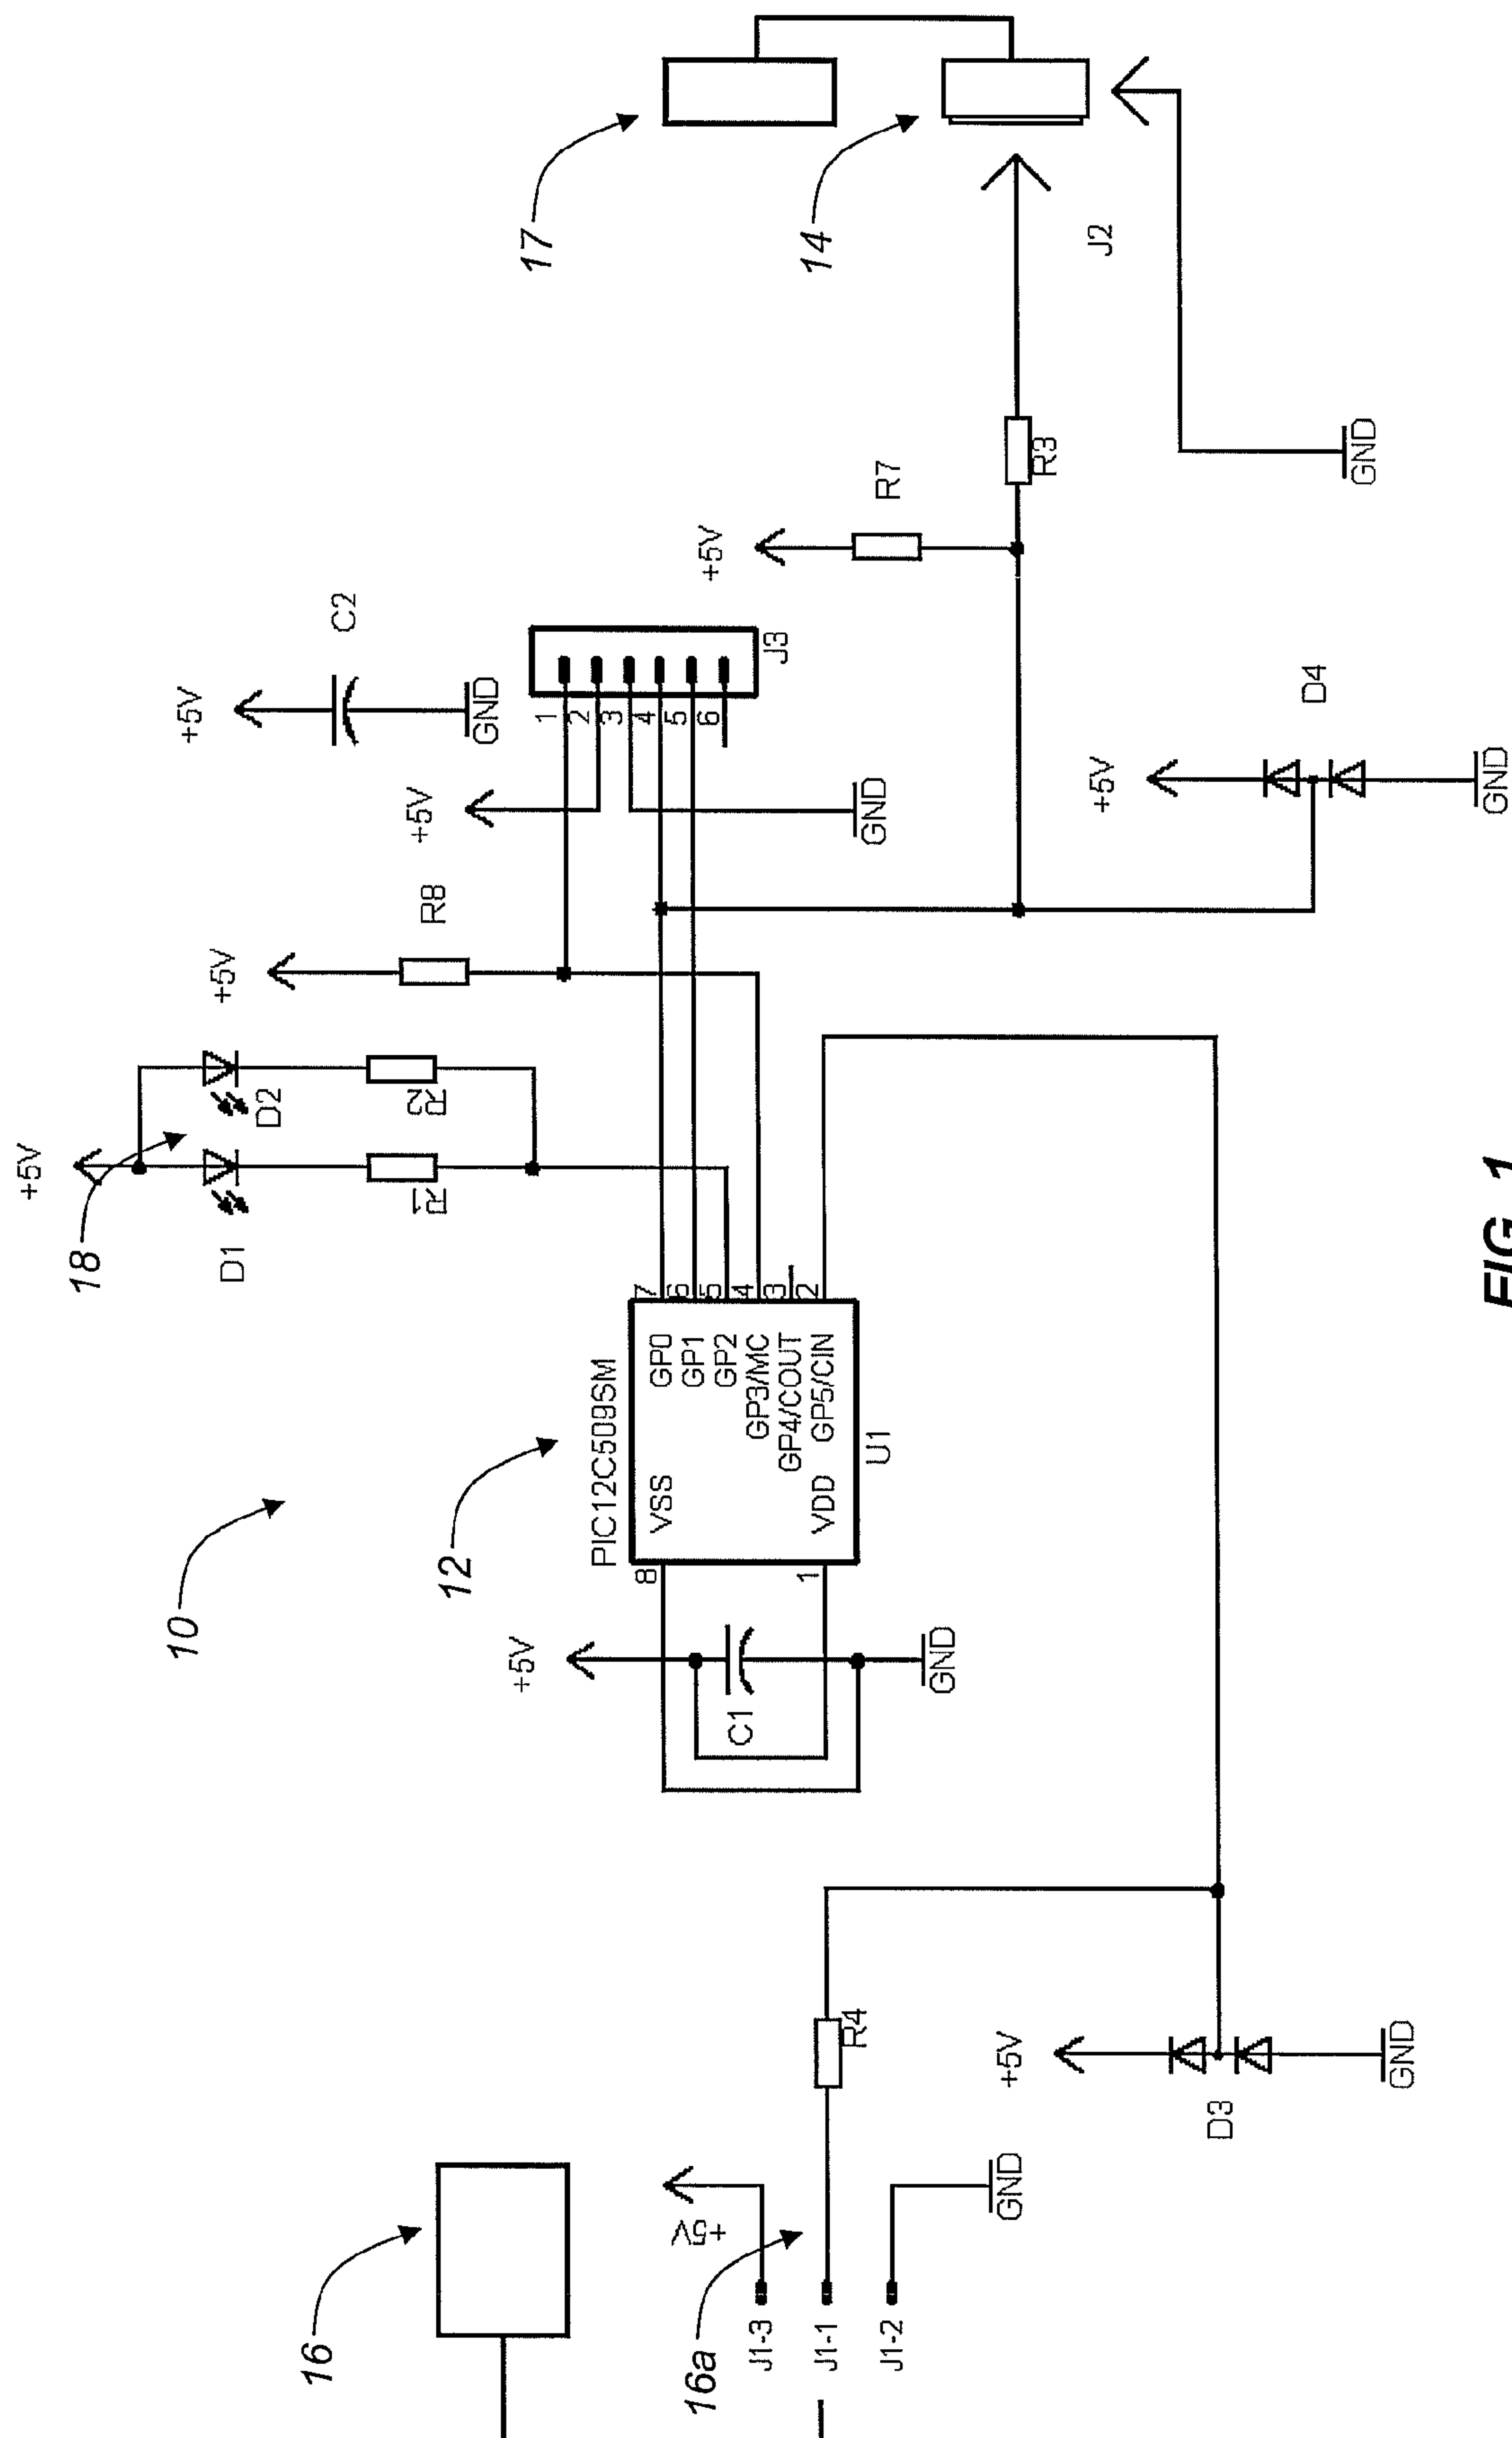 +5V
18
D1
D2
R1
R2
+5V
R8
+5V
C2
GND
+5V
1
2
3
4
5
6
J3
GND
17
14
J2
+5V
R7
R3
GND
+5V
D4
GND
10
12
PIC12C509SM
VSS
VDD
GP0
GP1
GP2
GP3/MC
GP4/COUT
GP5/CIN
8
1
7
6
5
4
3
2
U1
+5V
C1
GND
16
16a
+5V
J1-3
J1-1
J1-2
GND
R4
+5V
D3
GND
FIG. 1